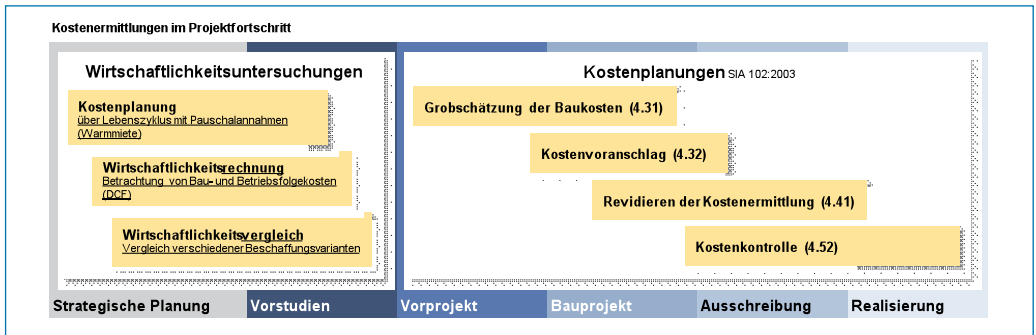 Kostenermittlungen im Projektfortschritt
Wirtschaftlichkeitsuntersuchungen
Kostenplanung
über Lebenszyklus mit Pauschalannahmen
(Warmmiete)
Wirtschaftlichkeitsrechnung
Betrachtung von Bau- und Betriebsfolgekosten
(DCF)
Wirtschaftlichkeitsvergleich
Vergleich verschiedener Beschaffungsvarianten
Kostenplanungen SIA 102:2003
Grobschätzung der Baukosten (4.31)
Kostenvoranschlag (4.32)
Revidieren der Kostenermittlung (4.41)
Kostenkontrolle (4.52)
Strategische Planung
Vorstudien
Vorprojekt
Bauprojekt
Ausschreibung
Realisierung